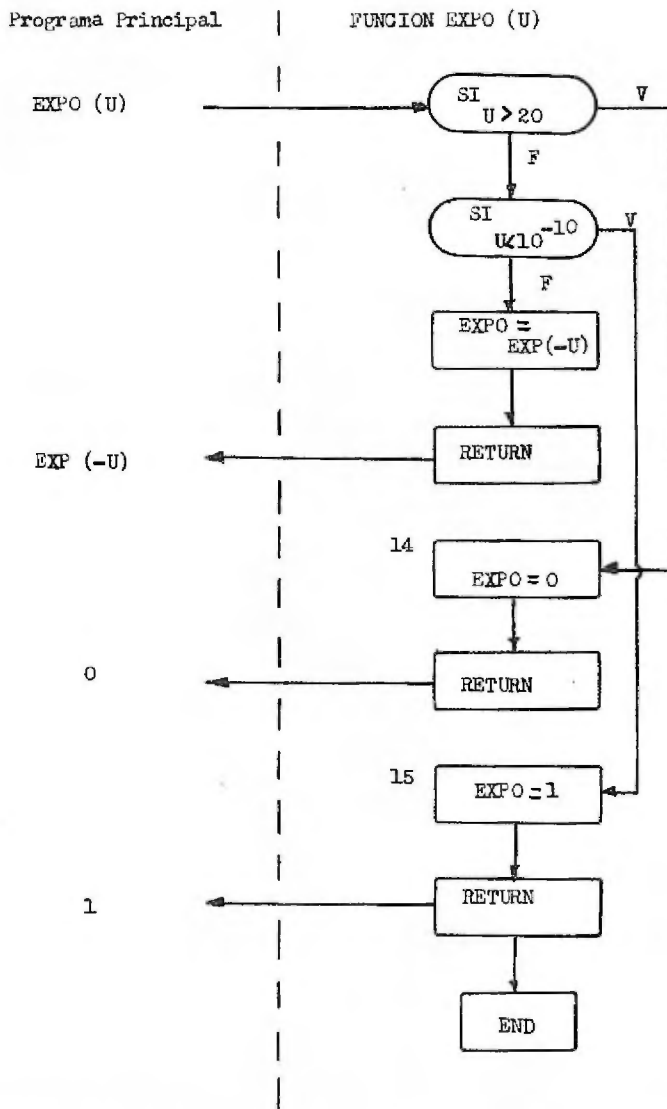 Programa Principal
FUNCION EXPO (U)
EXPO (U)
SI
U > 20
V
F
SI
U<10^-10
V
F
EXPO =
EXP(-U)
EXP (-U)
RETURN
14
EXPO = 0
0
RETURN
15
EXPO = 1
1
RETURN
END